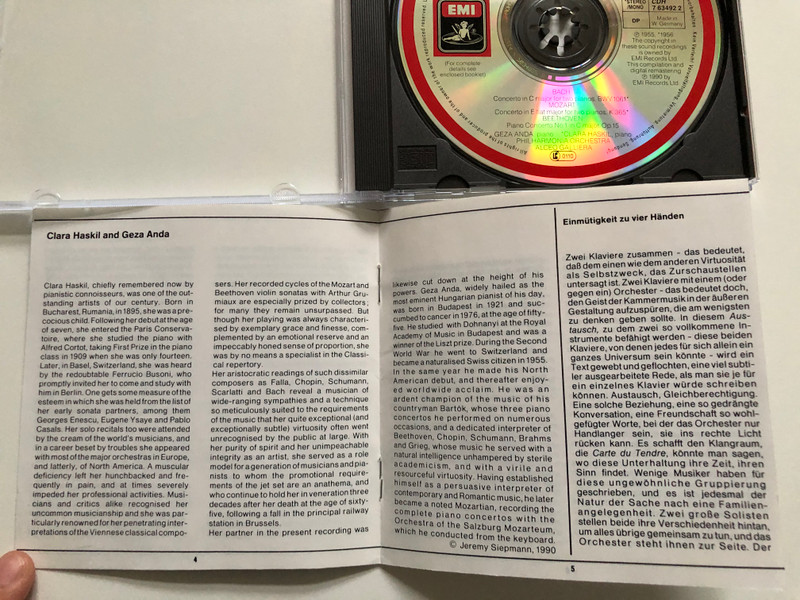 EMI
*STEREO
MONO
CDH
7 63492 2
DP
Made in
W. Germany
(For complete
details see
enclosed booklet)
℗ 1955, *1956
The copyright in
these sound recordings
is owned by
EMI Records Ltd.
This compilation and
digital remastering
℗ 1990 by
EMI Records Ltd.
BACH
Concerto in C major for two pianos, BWV 1061*
MOZART
Concerto in E flat major for two pianos, K.365*
BEETHOVEN
Piano Concerto No.1 in C major Op.15
GEZA ANDA piano *CLARA HASKIL, piano
PHILHARMONIA ORCHESTRA
ALCEO GALLIERA
Clara Haskil and Geza Anda
Clara Haskil, chiefly remembered now by
pianistic connoisseurs, was one of the out-
standing artists of our century. Born in
Bucharest, Rumania, in 1895, she was a pre-
cocious child. Following her debut at the age
of seven, she entered the Paris Conserva-
toire, where she studied the piano with
Alfred Cortot, taking First Prize in the piano
class in 1909 when she was only fourteen.
Later, in Basel, Switzerland, she was heard
by the redoubtable Ferrucio Busoni, who
promptly invited her to come and study with
him in Berlin. One gets some measure of the
esteem in which she was held from the list of
her early sonata partners, among them
Georges Enescu, Eugene Ysaye and Pablo
Casals. Her solo recitals too were attended
by the cream of the world's musicians, and
in a career beset by troubles she appeared
with most of the major orchestras in Europe,
and latterly, of North America. A muscular
deficiency left her hunchbacked and fre-
quently in pain, and at times severely
impeded her professional activities. Musi-
cians and critics alike recognised her
uncommon musicianship and she was par-
ticularly renowned for her penetrating inter-
pretations of the Viennese classical compo-
4
sers. Her recorded cycles of the Mozart and
Beethoven violin sonatas with Arthur Gru-
miaux are especially prized by collectors;
for many they remain unsurpassed. But
though her playing was always characteri-
sed by exemplary grace and finesse, com-
plemented by an emotional reserve and an
impeccably honed sense of proportion, she
was by no means a specialist in the Classi-
cal repertory.
Her aristocratic readings of such dissimilar
composers as Falla, Chopin, Schumann,
Scarlatti and Bach reveal a musician of
wide-ranging sympathies and a technique
so meticulously suited to the requirements
of the music that her quite exceptional (and
exceptionally subtle) virtuosity often went
unrecognised by the public at large. With
her purity of spirit and her unimpeachable
integrity as an artist, she served as a role
model for a generation of musicians and pia-
nists to whom the promotional require-
ments of the jet set are an anathema, and
who continue to hold her in veneration three
decades after her death at the age of sixty-
five, following a fall in the principal railway
station in Brussels.
Her partner in the present recording was
likewise cut down at the height of his
powers. Geza Anda, widely hailed as the
most eminent Hungarian pianist of his day,
was born in Budapest in 1921 and suc-
cumbed to cancer in 1976, at the age of fifty-
five. He studied with Dohnanyi at the Royal
Academy of Music in Budapest and was a
winner of the Liszt prize. During the Second
World War he went to Switzerland and
became a naturalised Swiss citizen in 1955.
In the same year he made his North
American debut, and thereafter enjoy-
ed worldwide acclaim. He was an
ardent champion of the music of his
countryman Bartók, whose three piano
concertos he performed on numerous
occasions, and a dedicated interpreter of
Beethoven, Chopin, Schumann, Brahms
and Grieg, whose music he served with a
natural intelligence unhampered by sterile
academicism, and with a virile and
resourceful virtuosity. Having established
himself as a persuasive interpreter of
contemporary and Romantic music, he later
became a noted Mozartian, recording the
complete piano concertos with the
Orchestra of the Salzburg Mozarteum,
which he conducted from the keyboard.
© Jeremy Siepmann, 1990
Einmütigkeit zu vier Händen
Zwei Klaviere zusammen - das bedeutet,
daß dem einen wie dem anderen Virtuosität
als Selbstzweck, das Zurschaustellen
untersagt ist. Zwei Klaviere mit einem (oder
gegen ein) Orchester - das bedeutet doch,
den Geist der Kammermusik in der äußeren
Gestaltung aufzuspüren, die am wenigsten
zu denken geben sollte. In diesem Aus-
tausch, zu dem zwei so vollkommene In-
strumente befähigt werden - diese beiden
Klaviere, von denen jedes für sich allein ein
ganzes Universum sein könnte - wird ein
Text gewebt und geflochten, eine viel subti-
ler ausgearbeitete Rede, als man sie je für
ein einzelnes Klavier würde schreiben
können. Austausch, Gleichberechtigung.
Eine solche Beziehung, eine so gedrängte
Konversation, eine Freundschaft so wohl-
gefügter Worte, bei der das Orchester nur
Handlanger sein, sie ins rechte Licht
rücken kann. Es schafft den Klangraum,
die Carte du Tendre, könnte man sagen,
wo diese Unterhaltung ihre Zeit, ihren
Sinn findet. Wenige Musiker haben für
diese ungewöhnliche Gruppierung
geschrieben, und es ist jedesmal der
Natur der Sache nach eine Familien-
angelegenheit. Zwei große Solisten
stellen beide ihre Verschiedenheit hintan,
um alles übrige gemeinsam zu tun, und das
Orchester steht ihnen zur Seite. Der
5